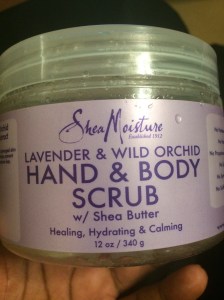 SheaMoisture
Established 1912
LAVENDER & WILD ORCHID
HAND & BODY
SCRUB
w/ Shea Butter
Healing, Hydrating & Calming
12 oz / 340 g